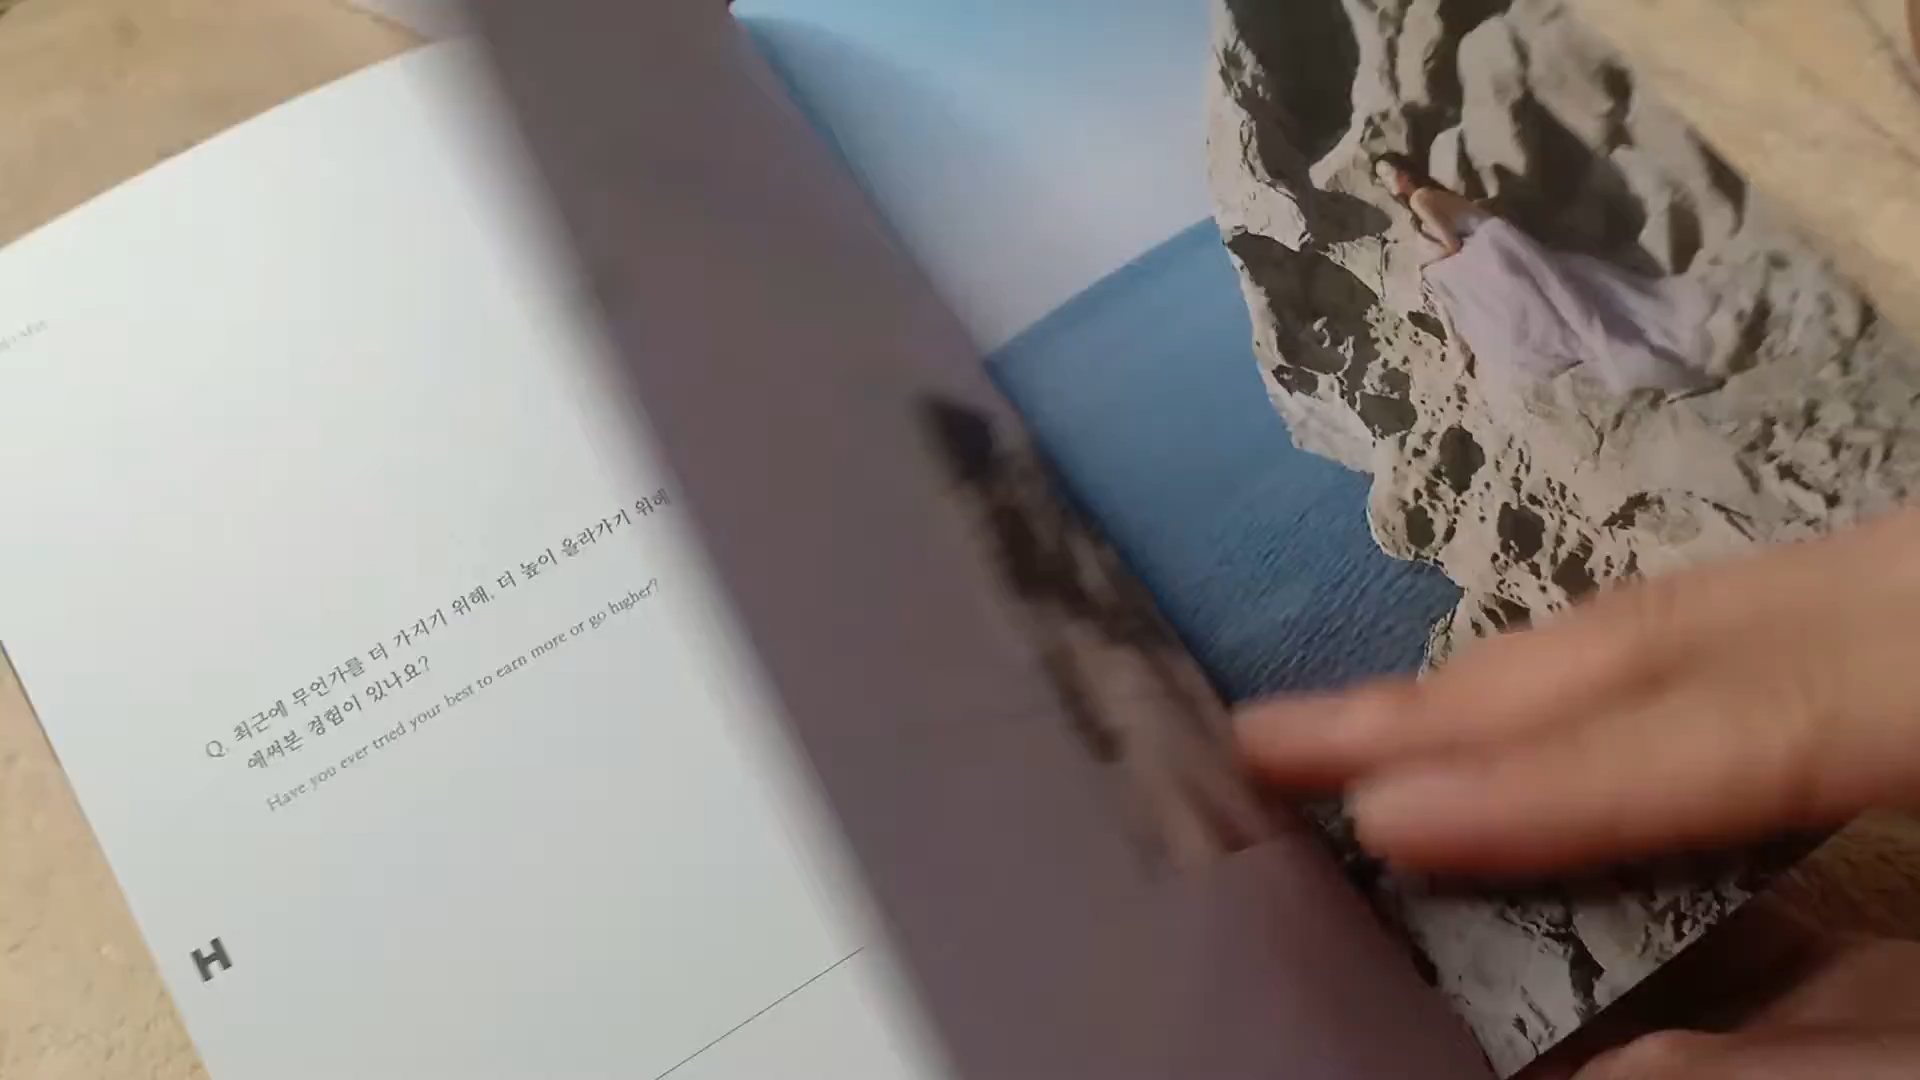 Q. 최근에 무언가를 더 가지기 위해, 더 높이 올라가기 위해
애써본 경험이 있나요?
Have you ever tried your best to earn more or go higher?
H